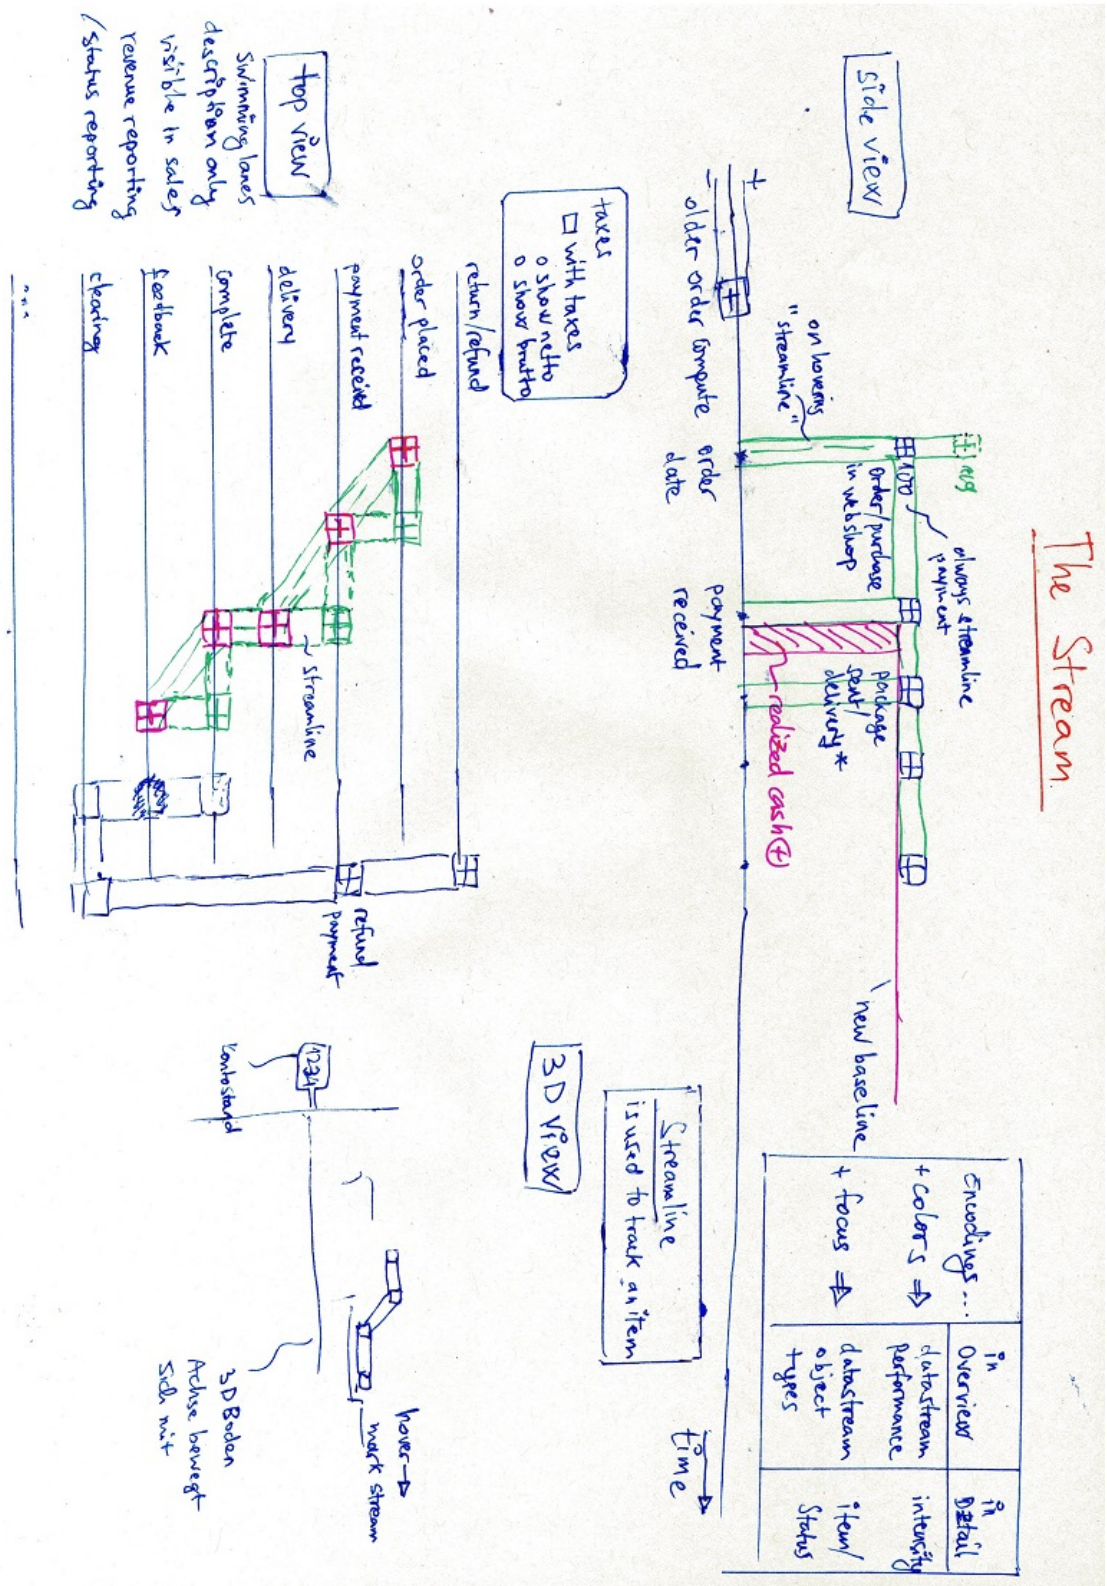 The Stream
side view
+
-
older order compute
on hovering
"streamline"
order
date
119
100
order/purchase
in webshop
always streamline
payment
payment
received
package
sent/
delivery *
realized cash (+)
new baseline
time
Encodings ...
in
Overview
in
Detail
+ colors ⇒
datastream
performance
intensity
+ focus ⇒
datastream
object
types
item/
Status
taxes
□ with taxes
o show netto
o show brutto
Streamline
is used to track an item
top view
swimming lanes
description only
visible in sales
revenue reporting
/status reporting
return/refund
order placed
payment received
delivery
complete
feedback
clearing
...
streamline
refund
payment
3D view
1234
Kontostand
hover→
mark stream
3D Boden
Achse bewegt
sich mit